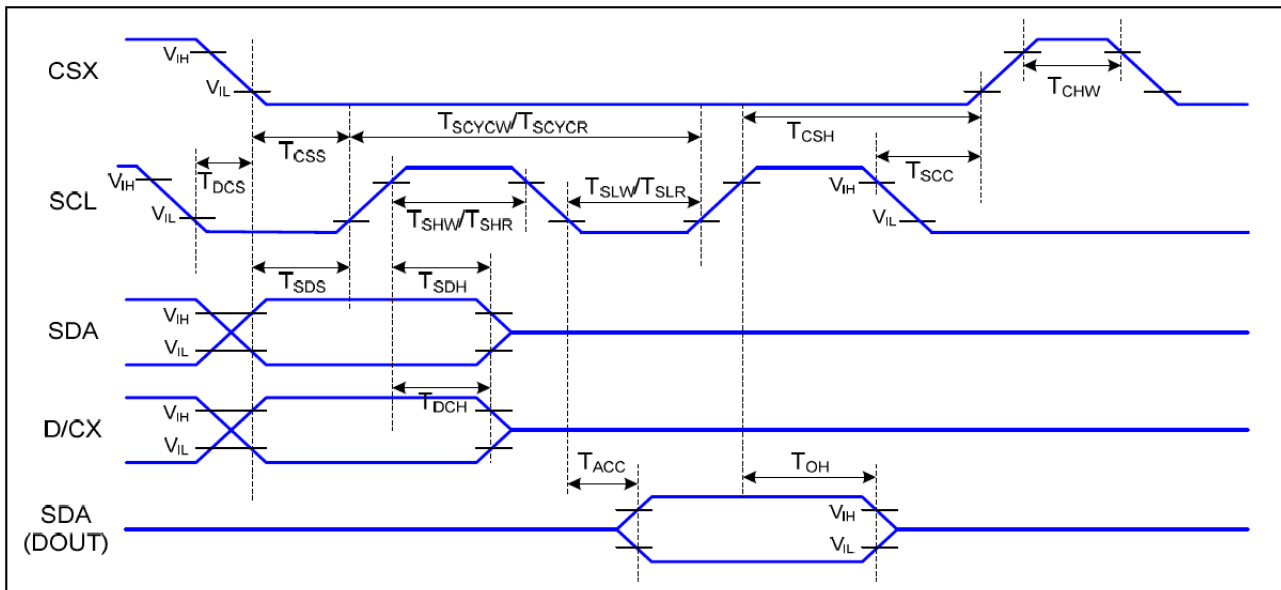 CSX
VIH
VIL
TCHW
TSCYCW/TSCYCR
TCSS
TCSH
TDCS
TSCC
SCL
VIH
VIL
TSHW/TSHR
TSLW/TSLR
VIH
VIL
TSDS
TSDH
SDA
VIH
VIL
TDCH
D/CX
VIH
VIL
TACC
TOH
SDA
(DOUT)
VIH
VIL